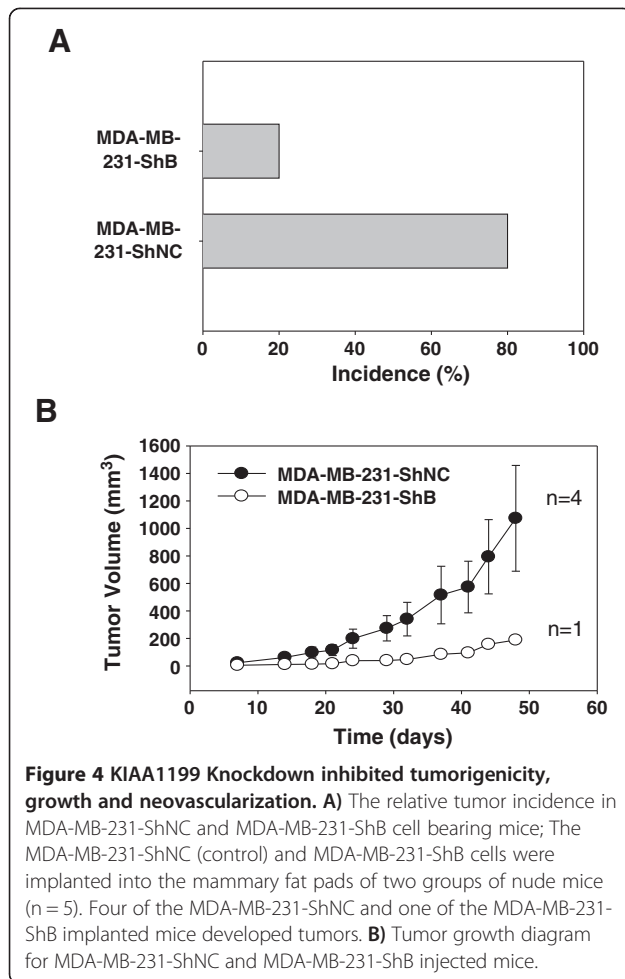 A
MDA-MB-
231-ShB
MDA-MB-
231-ShNC
0 20 40 60 80 100
Incidence (%)
B
1600
1400
1200
1000
800
600
400
200
0
Tumor Volume (mm³)
MDA-MB-231-ShNC
MDA-MB-231-ShB
n=4
n=1
0 10 20 30 40 50 60
Time (days)
Figure 4 KIAA1199 Knockdown inhibited tumorigenicity,
growth and neovascularization. A) The relative tumor incidence in
MDA-MB-231-ShNC and MDA-MB-231-ShB cell bearing mice; The
MDA-MB-231-ShNC (control) and MDA-MB-231-ShB cells were
implanted into the mammary fat pads of two groups of nude mice
(n = 5). Four of the MDA-MB-231-ShNC and one of the MDA-MB-231-
ShB implanted mice developed tumors. B) Tumor growth diagram
for MDA-MB-231-ShNC and MDA-MB-231-ShB injected mice.